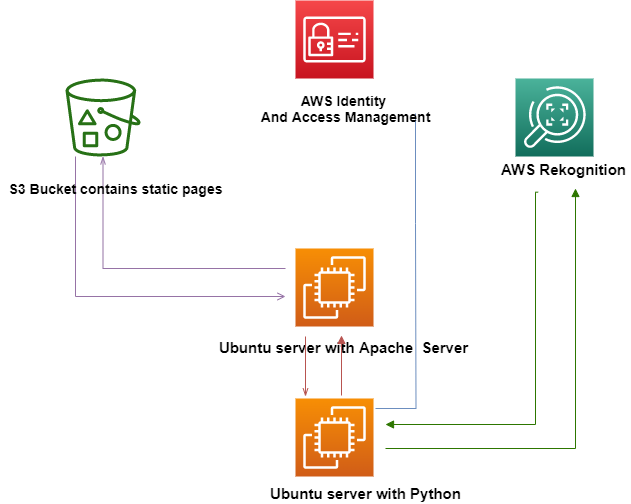 AWS Identity
And Access Management
AWS Rekognition
S3 Bucket contains static pages
Ubuntu server with Apache Server
Ubuntu server with Python